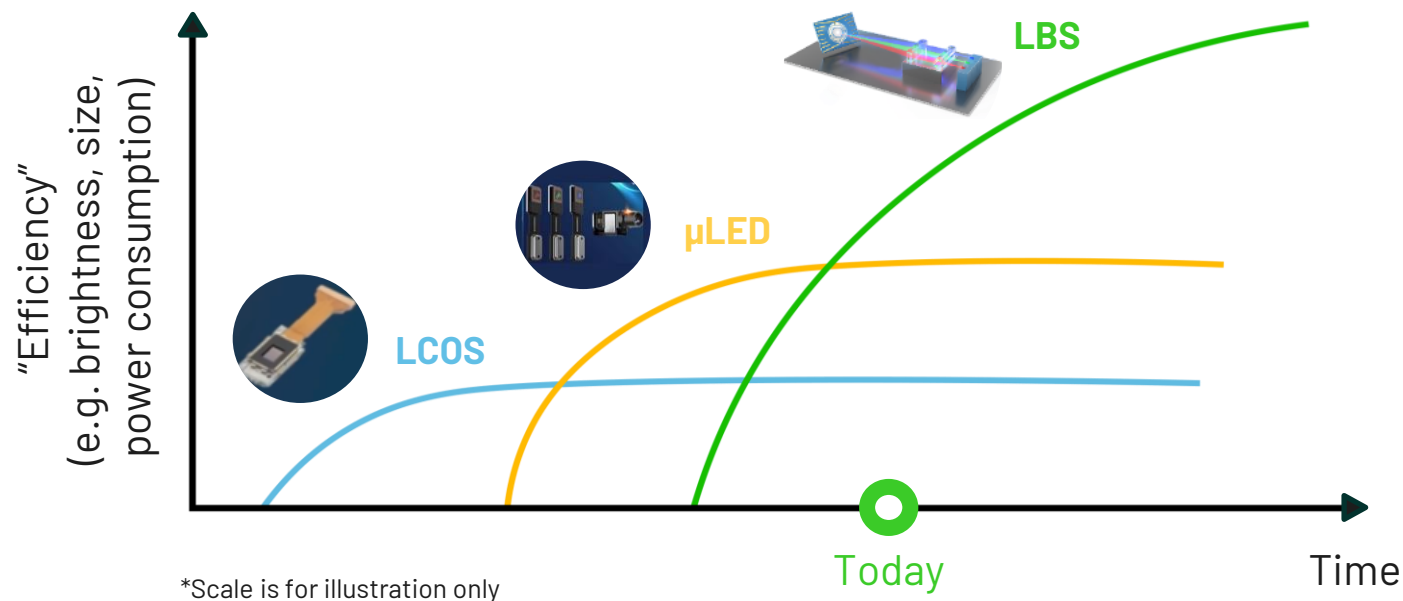 “Efficiency”
(e.g. brightness, size,
power consumption)
LBS
µLED
LCOS
Today
Time
*Scale is for illustration only